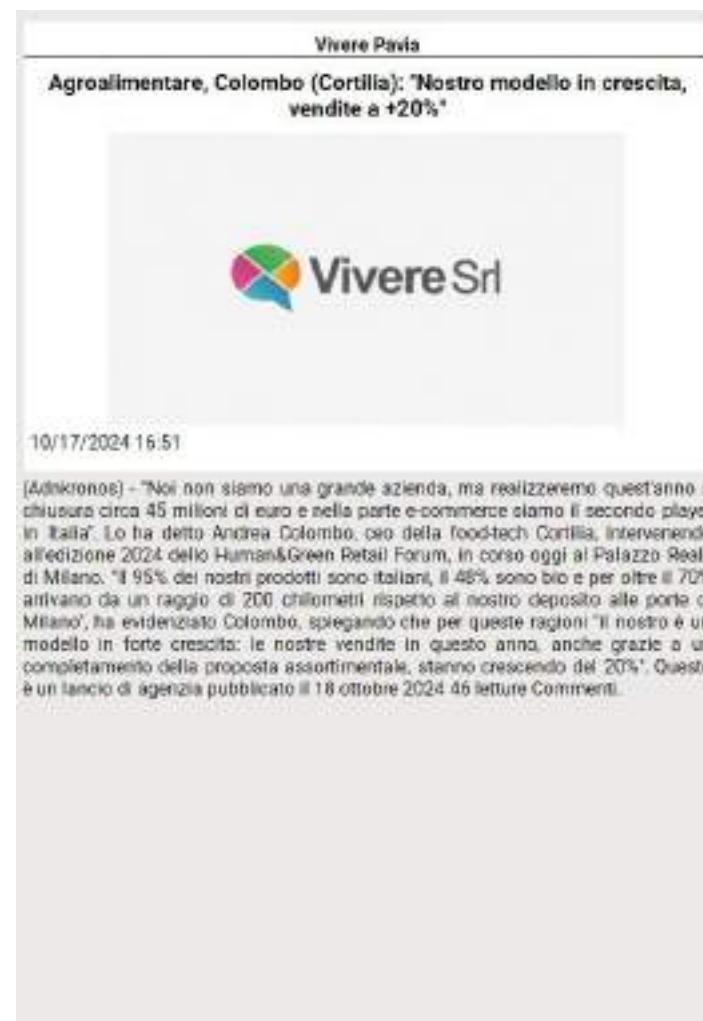 Vivere Pavia
Agroalimentare, Colombo (Cortilia): "Nostro modello in crescita,
vendite a +20%"
Vivere Srl
10/17/2024 16:51
(Adnkronos) - "Noi non siamo una grande azienda, ma realizzeremo quest'anno
chiusura circa 45 milioni di euro e nella parte e-commerce siamo il secondo playe
in Italia". Lo ha detto Andrea Colombo, ceo della food-tech Cortilia, intervenend
all'edizione 2024 dello Human&Green Retail Forum, in corso oggi al Palazzo Real
di Milano. "Il 95% dei nostri prodotti sono italiani, il 48% sono bio e per oltre il 70%
arrivano da un raggio di 200 chilometri rispetto al nostro deposito alle porte d
Milano", ha evidenziato Colombo, spiegando che per queste ragioni "il nostro è u
modello in forte crescita: le nostre vendite in questo anno, anche grazie a u
completamento della proposta assortimentale, stanno crescendo del 20%". Quest
è un lancio di agenzia pubblicato il 18 ottobre 2024 46 letture Commenti.